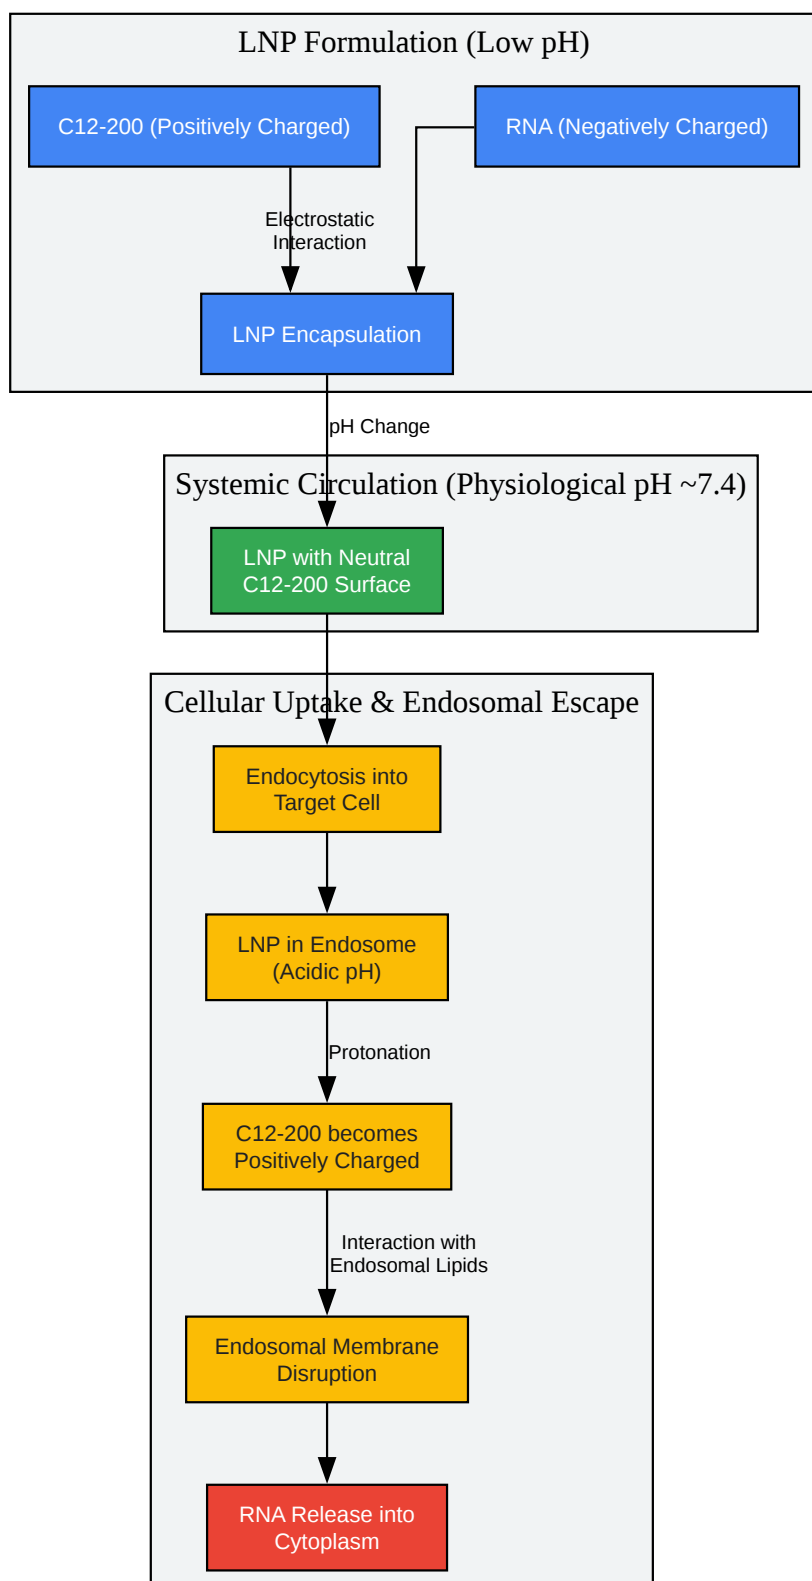 LNP Formulation (Low pH)
C12-200 (Positively Charged)
RNA (Negatively Charged)
Electrostatic
Interaction
LNP Encapsulation
pH Change
Systemic Circulation (Physiological pH ~7.4)
LNP with Neutral
C12-200 Surface
Cellular Uptake & Endosomal Escape
Endocytosis into
Target Cell
LNP in Endosome
(Acidic pH)
Protonation
C12-200 becomes
Positively Charged
Interaction with
Endosomal Lipids
Endosomal Membrane
Disruption
RNA Release into
Cytoplasm